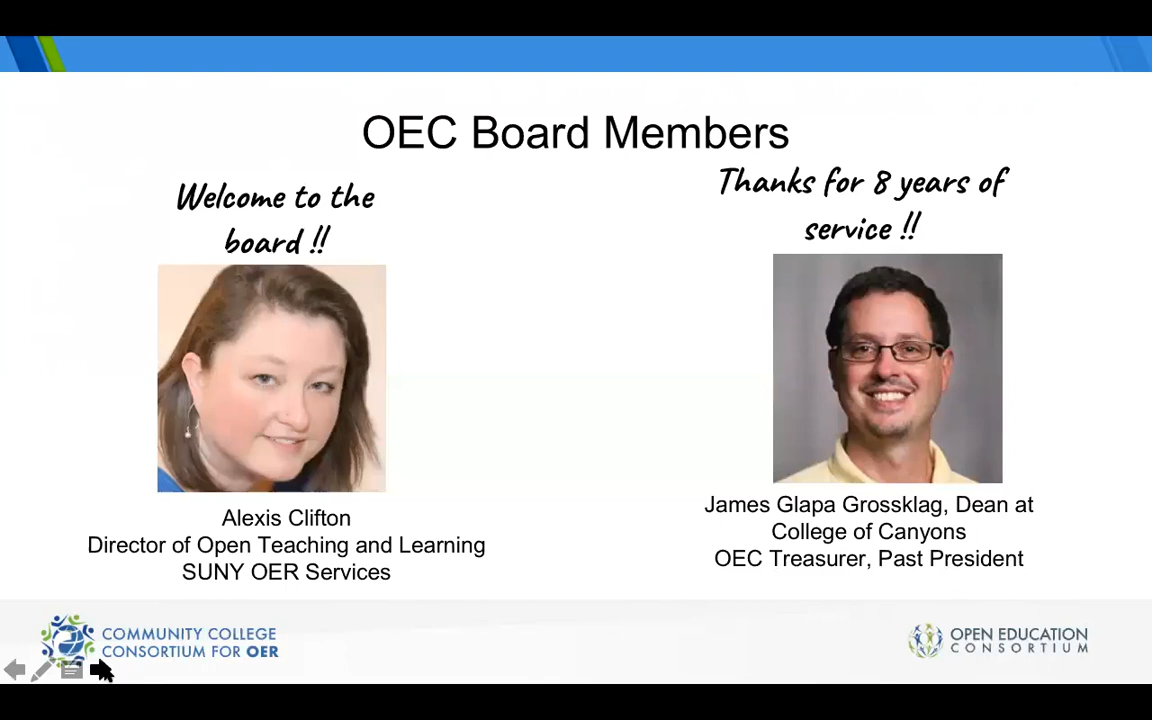 OEC Board Members
Welcome to the
board !!
Alexis Clifton
Director of Open Teaching and Learning
SUNY OER Services
Thanks for 8 years of
service !!
James Glapa Grossklag, Dean at
College of Canyons
OEC Treasurer, Past President
COMMUNITY COLLEGE
CONSORTIUM FOR OER
OPEN EDUCATION
CONSORTIUM